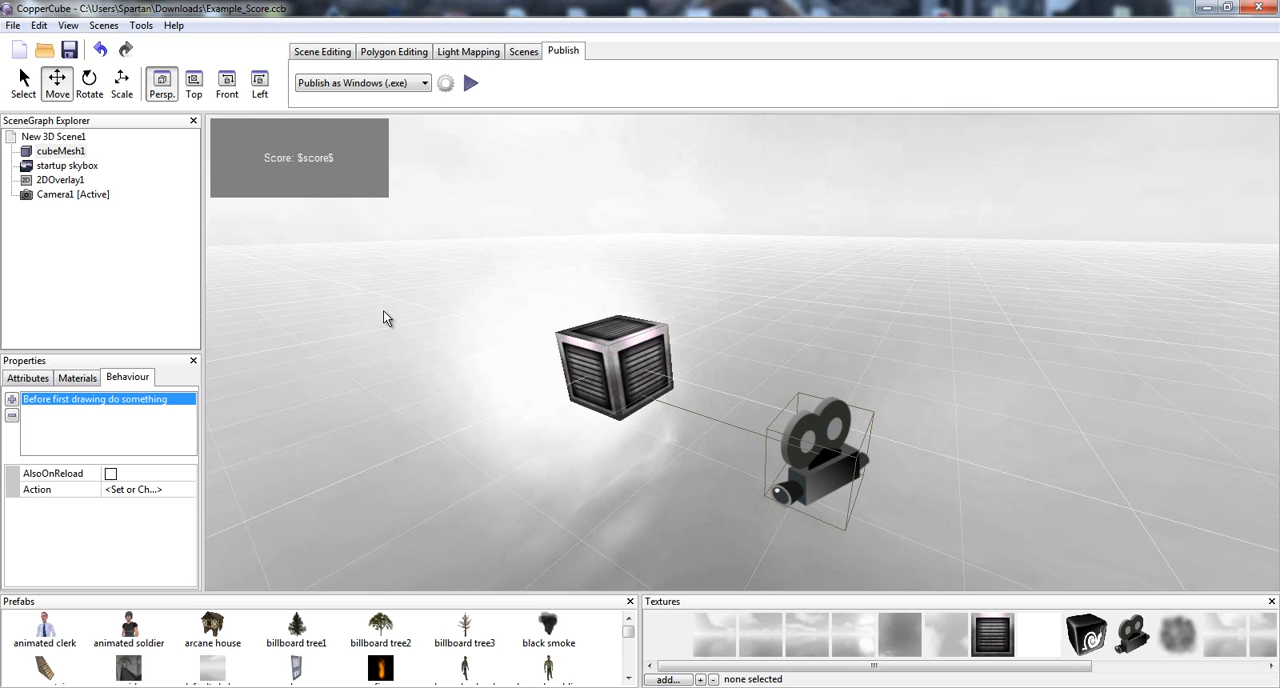 CopperCube - C:\Users\Spartan\Downloads\Example_Score.ccb
File Edit View Scenes Tools Help
Scene Editing Polygon Editing Light Mapping Scenes Publish
Publish as Windows (.exe)
Select Move Rotate Scale Persp. Top Front Left
SceneGraph Explorer
New 3D Scene1
cubeMesh1
startup skybox
2DOverlay1
Camera1 [Active]
Score: $score$
Properties
Attributes Materials Behaviour
Before first drawing do something
AlsoOnReload
Action <Set or Ch...>
Prefabs
animated clerk animated soldier arcane house billboard tree1 billboard tree2 billboard tree3 black smoke
Textures
add... + - none selected